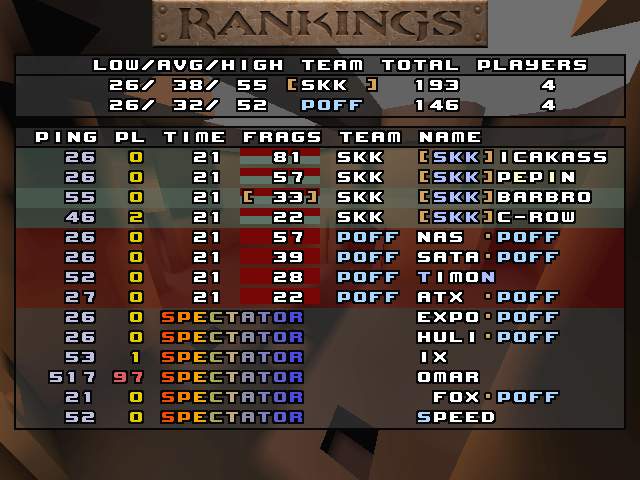 RANKINGS
LOW/AVG/HIGH TEAM TOTAL PLAYERS
26/ 38/ 55 [SKK ] 193 4
26/ 32/ 52 POFF 146 4
PING PL TIME FRAGS TEAM NAME
26 0 21 81 SKK [SKK]ICAKASS
26 0 21 57 SKK [SKK]PEPIN
55 0 21 [ 33] SKK [SKK]BARBRO
46 2 21 22 SKK [SKK]C-ROW
26 0 21 57 POFF NAS ·POFF
26 0 21 39 POFF SATA·POFF
52 0 21 28 POFF TIMON
27 0 21 22 POFF ATX ·POFF
26 0 SPECTATOR EXPO·POFF
26 0 SPECTATOR HULI·POFF
53 1 SPECTATOR IX
517 97 SPECTATOR OMAR
21 0 SPECTATOR FOX·POFF
52 0 SPECTATOR SPEED